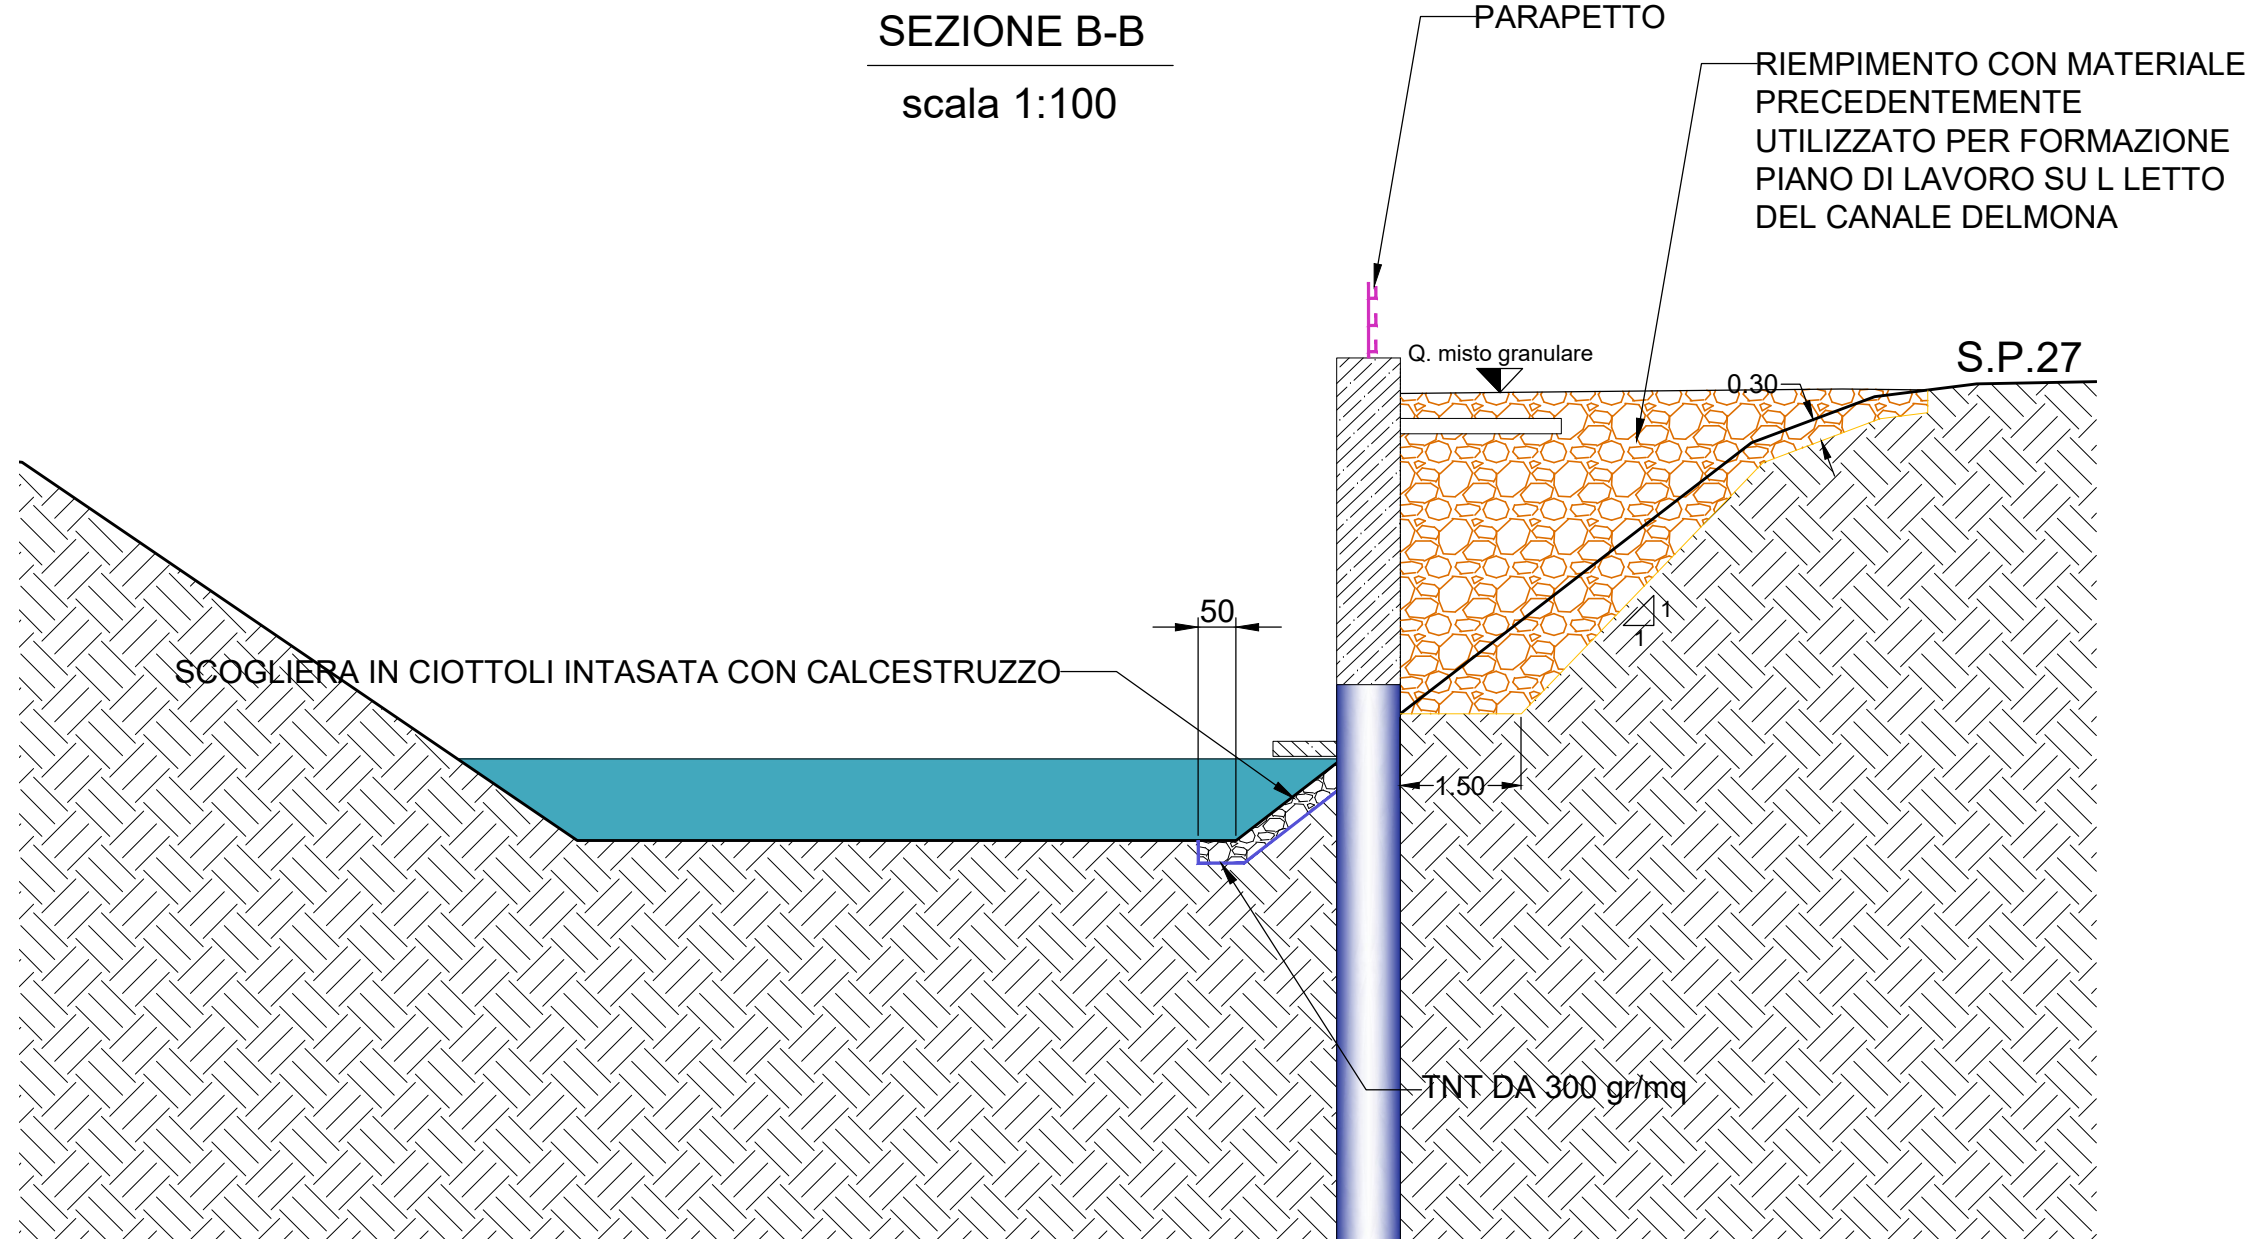 SEZIONE B-B
scala 1:100
PARAPETTO
RIEMPIMENTO CON MATERIALE
PRECEDENTEMENTE
UTILIZZATO PER FORMAZIONE
PIANO DI LAVORO SU L LETTO
DEL CANALE DELMONA
Q. misto granulare
S.P.27
0.30
50
1
1
SCOGLIERA IN CIOTTOLI INTASATA CON CALCESTRUZZO
1.50
TNT DA 300 gr/mq